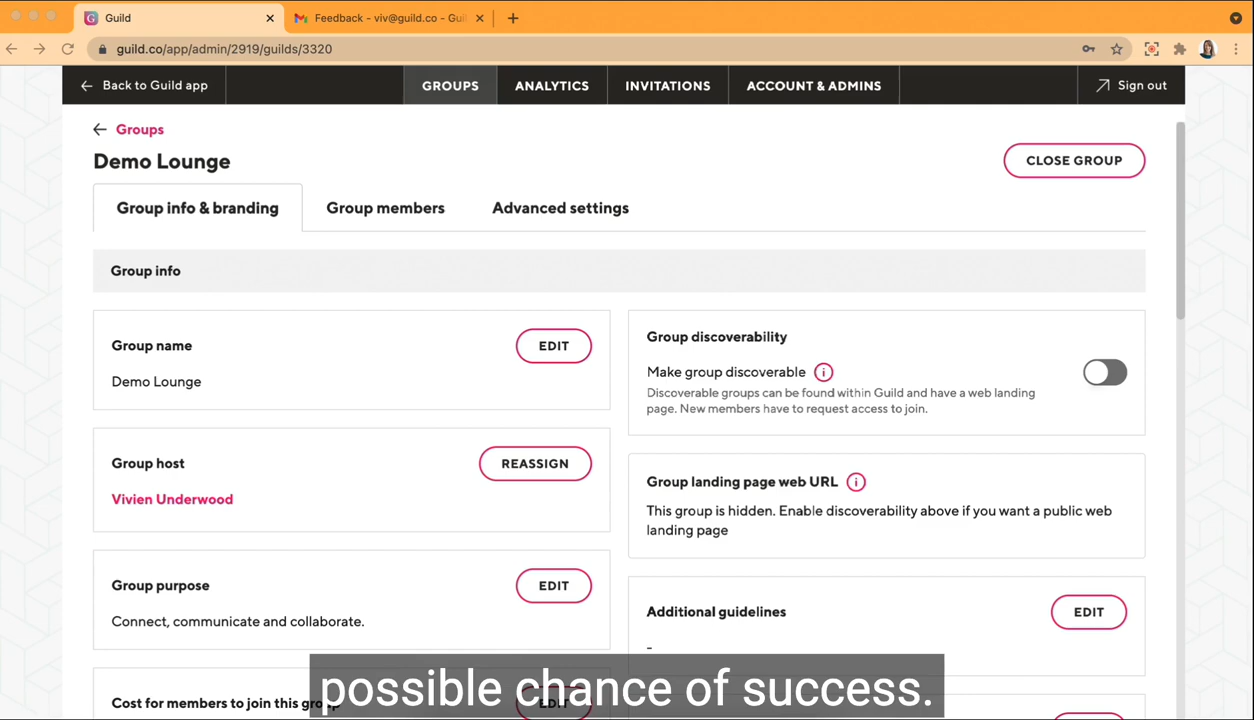 Guild
Feedback - viv@guild.co - Gui
guild.co/app/admin/2919/guilds/3320
Back to Guild app
GROUPS
ANALYTICS
INVITATIONS
ACCOUNT & ADMINS
Sign out
Groups
Demo Lounge
CLOSE GROUP
Group info & branding
Group members
Advanced settings
Group info
Group name
EDIT
Demo Lounge
Group host
REASSIGN
Vivien Underwood
Group purpose
EDIT
Connect, communicate and collaborate.
Cost for members to join this group
EDIT
Group discoverability
Make group discoverable
Discoverable groups can be found within Guild and have a web landing
page. New members have to request access to join.
Group landing page web URL
This group is hidden. Enable discoverability above if you want a public web
landing page
Additional guidelines
EDIT
-
possible chance of success.